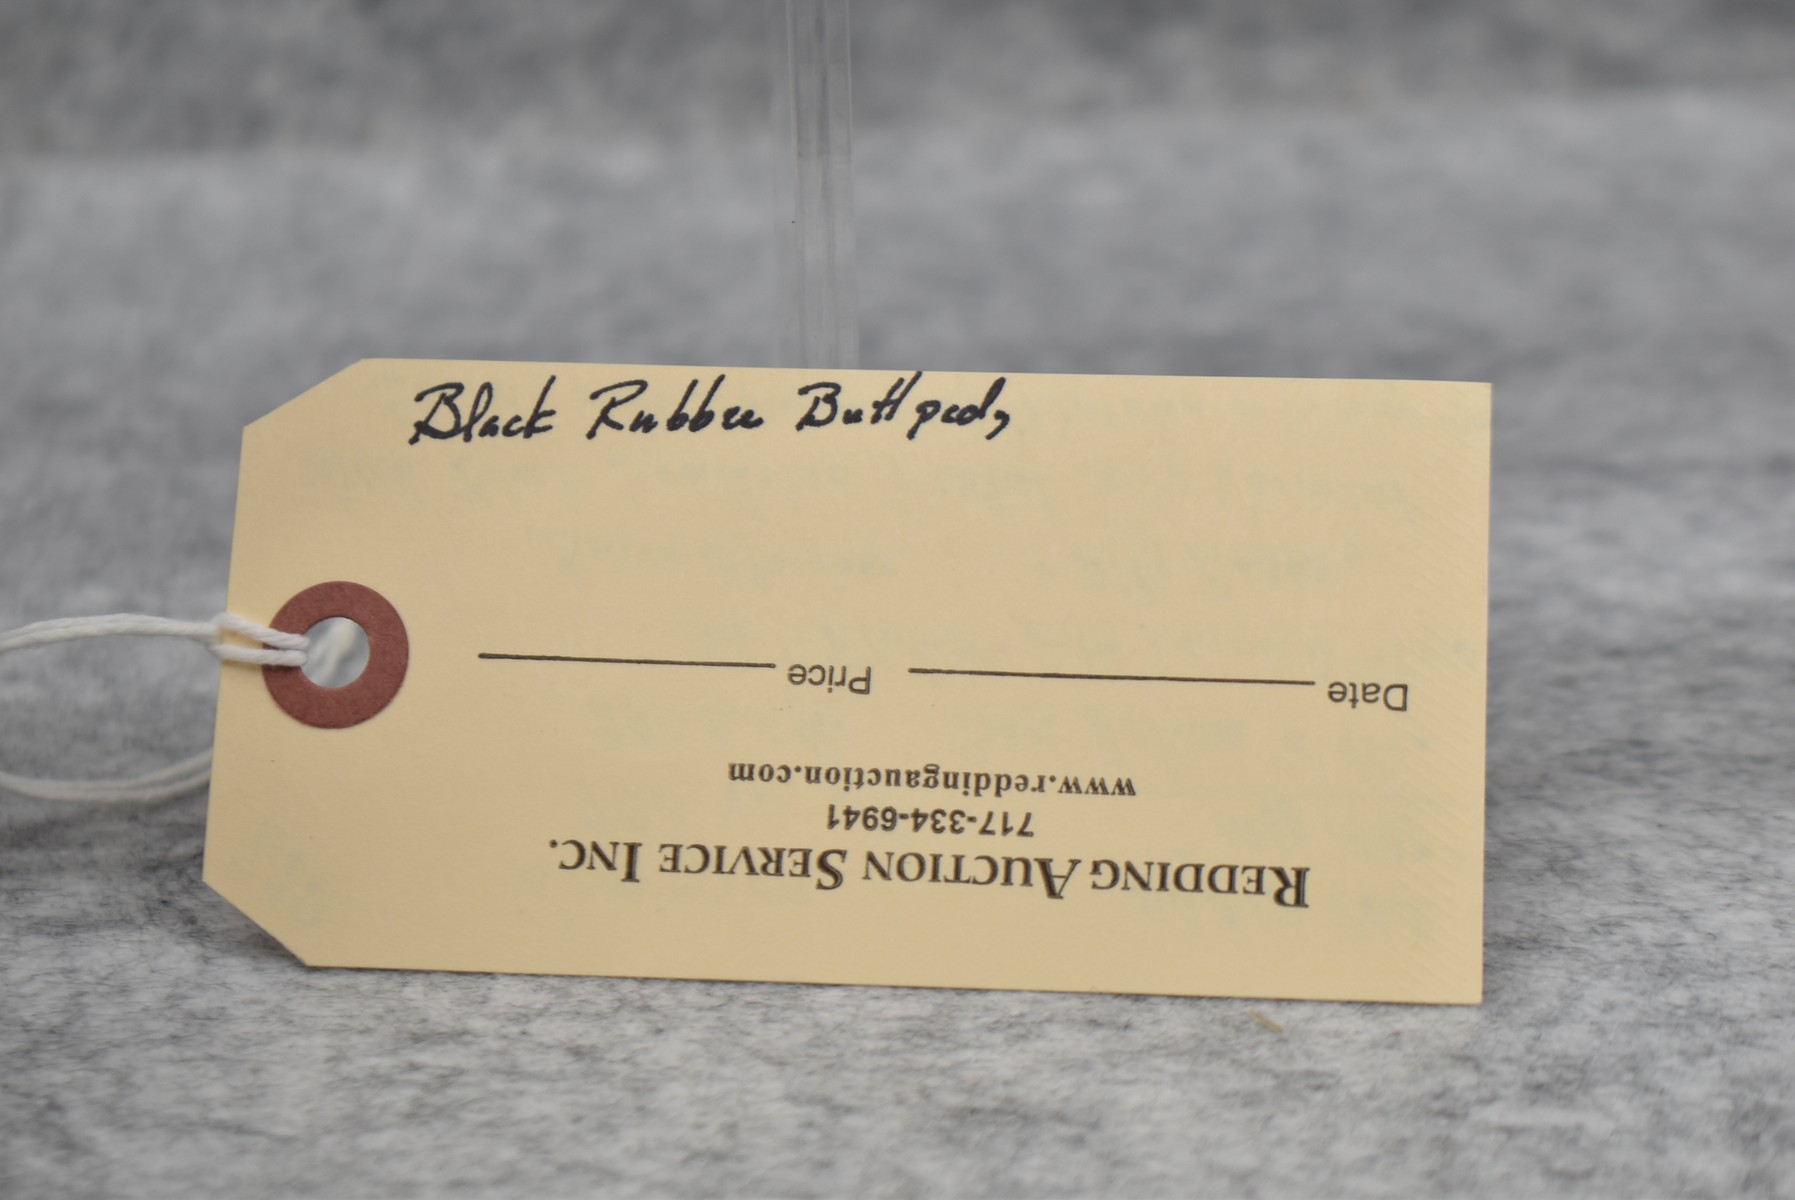 Black Rubber Buttpad,
Date Price
www.reddingauction.com
717-334-6941
REDDING AUCTION SERVICE INC.